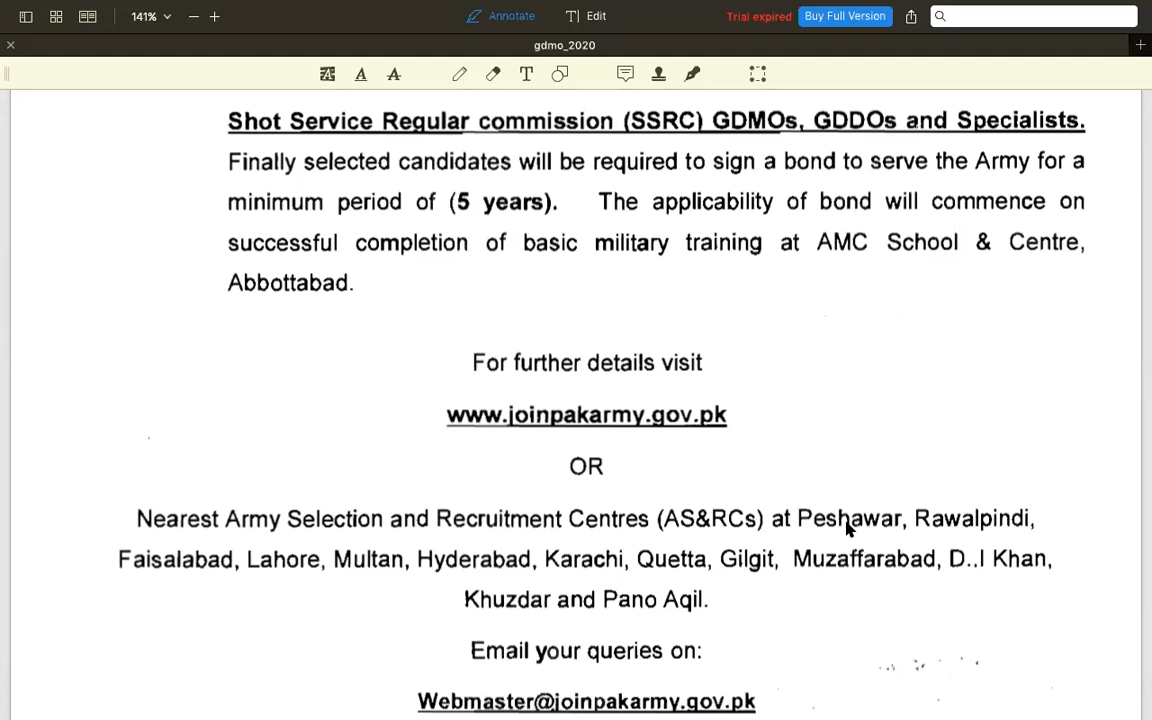 141%
Annotate
Edit
Trial expired
Buy Full Version
gdmo_2020
Shot Service Regular commission (SSRC) GDMOs, GDDOs and Specialists.
Finally selected candidates will be required to sign a bond to serve the Army for a
minimum period of (5 years). The applicability of bond will commence on
successful completion of basic military training at AMC School & Centre,
Abbottabad.
For further details visit
www.joinpakarmy.gov.pk
OR
Nearest Army Selection and Recruitment Centres (AS&RCs) at Peshawar, Rawalpindi,
Faisalabad, Lahore, Multan, Hyderabad, Karachi, Quetta, Gilgit, Muzaffarabad, D..I Khan,
Khuzdar and Pano Aqil.
Email your queries on:
Webmaster@joinpakarmy.gov.pk